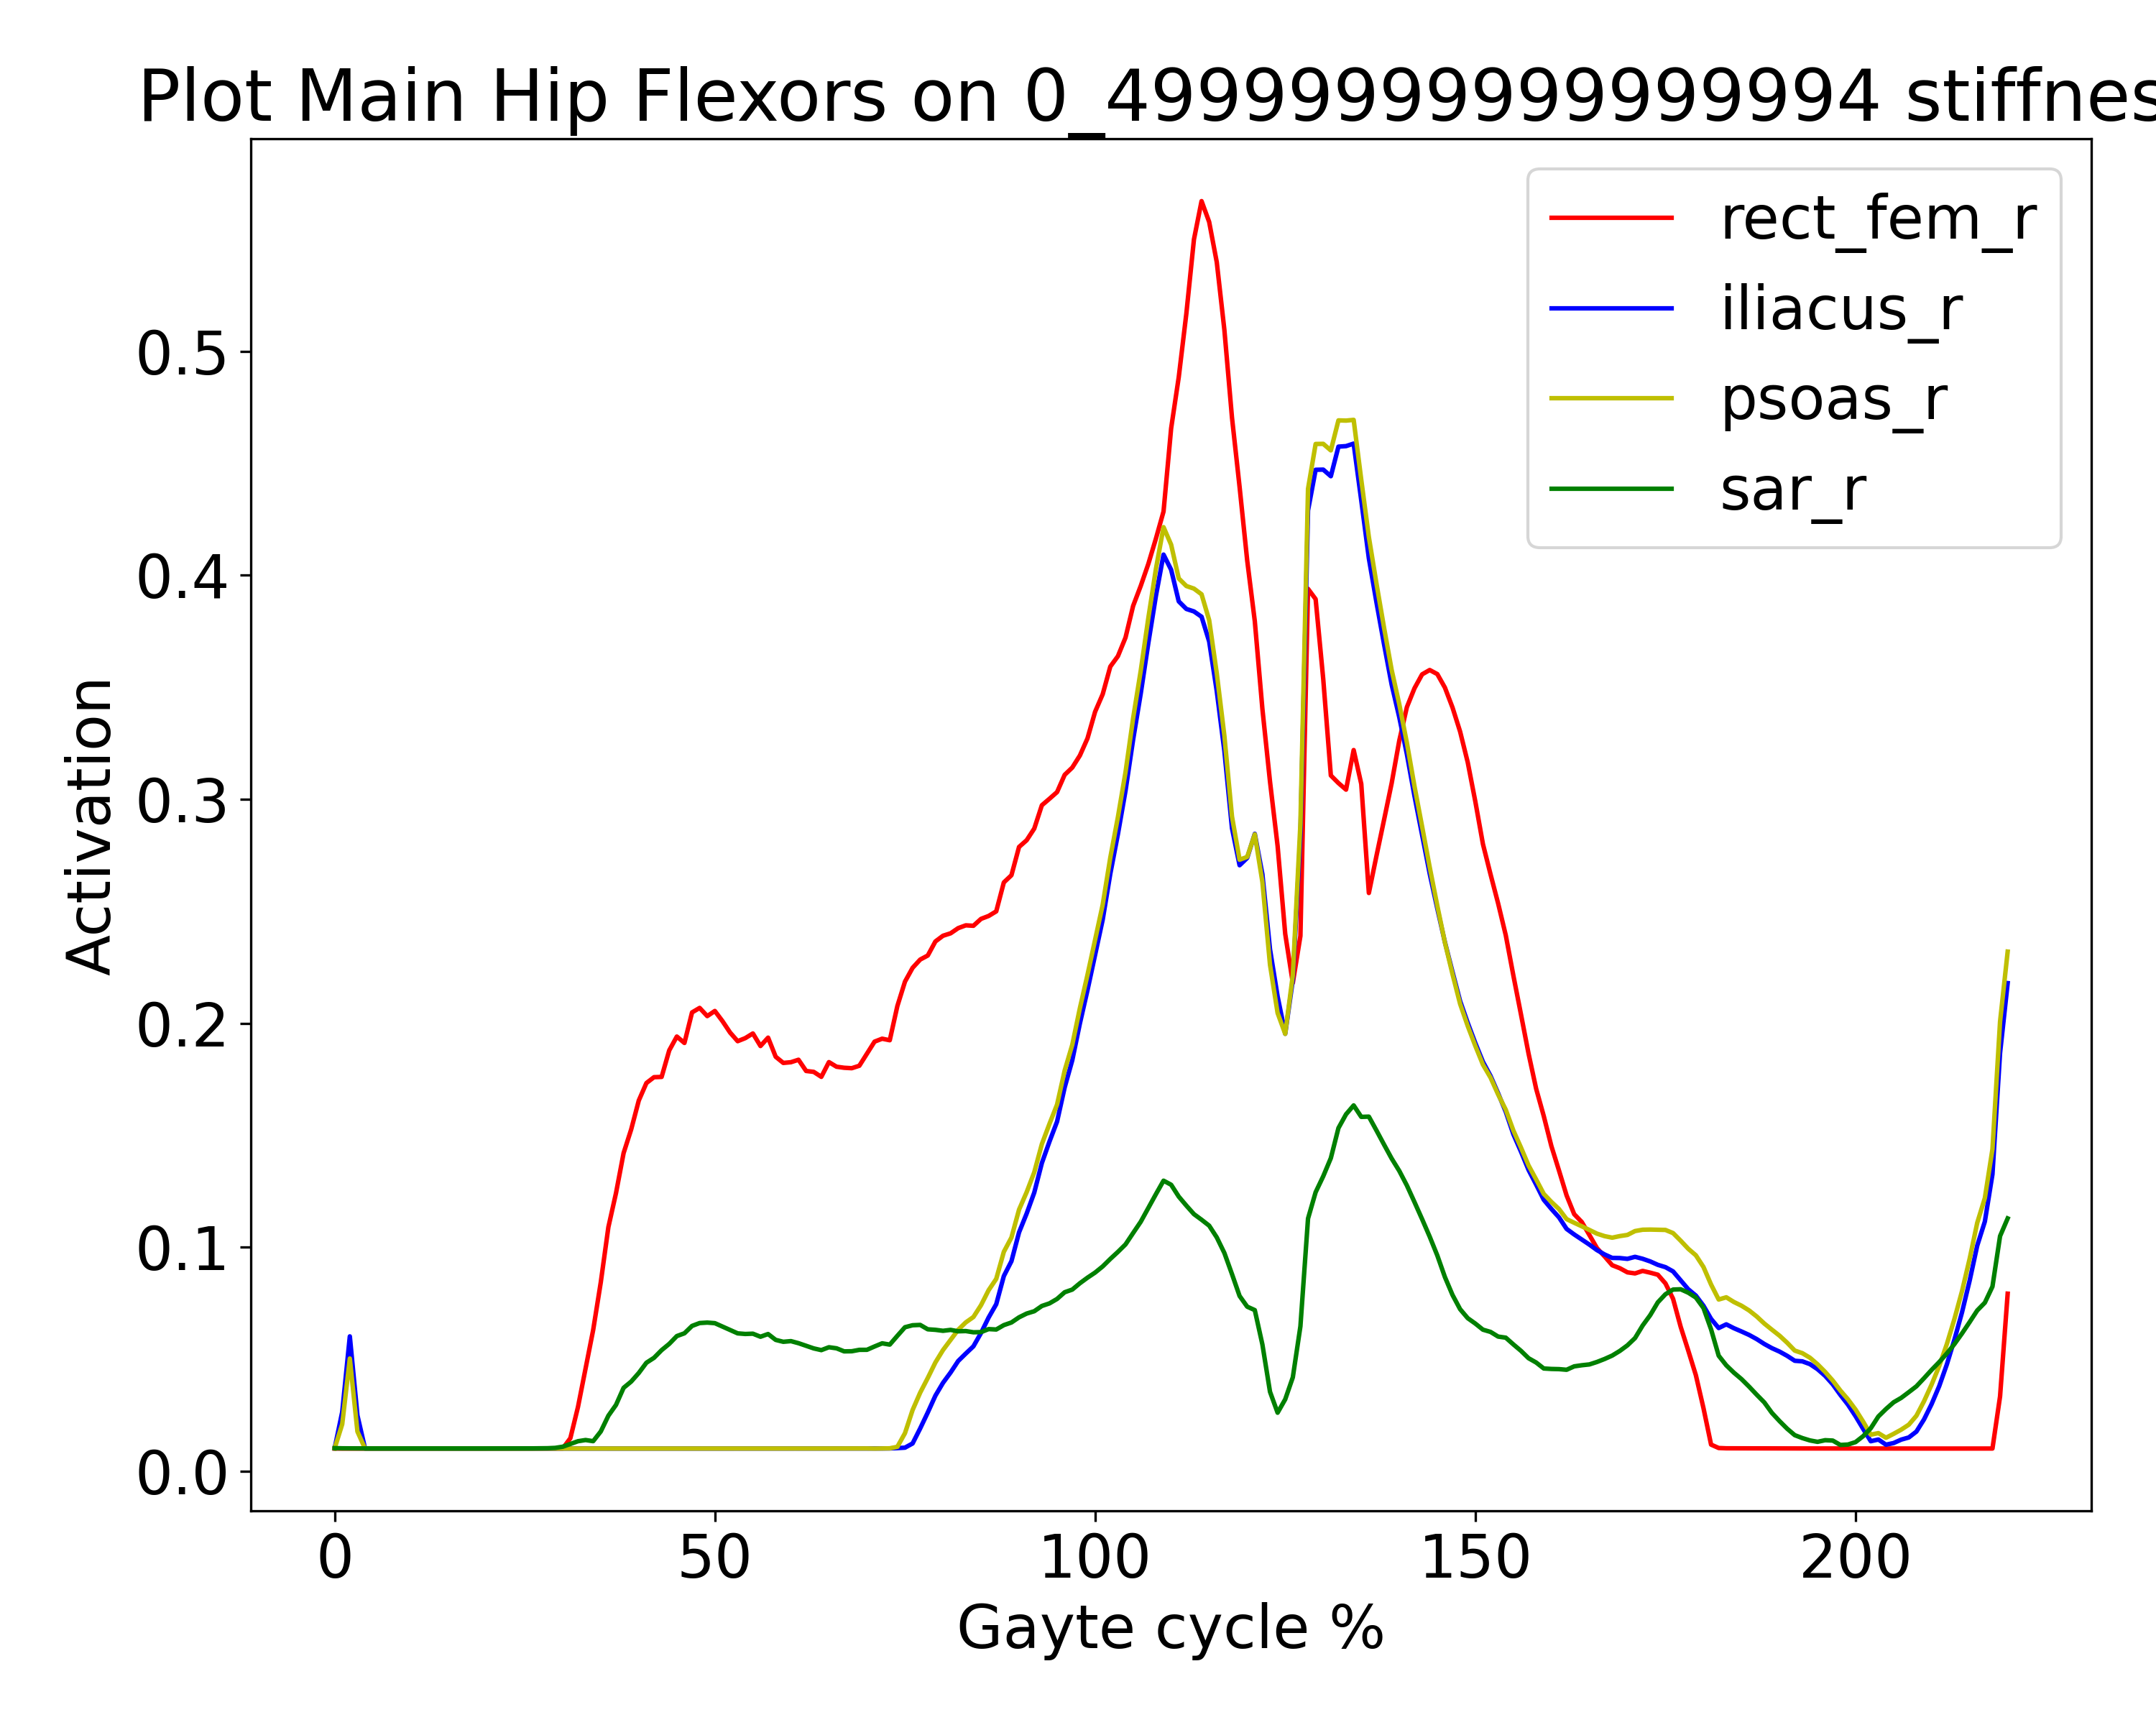 Plot Main Hip Flexors on 0_49999999999999994 stiffnes
rect_fem_r
iliacus_r
psoas_r
sar_r
Activation
0.5
0.4
0.3
0.2
0.1
0.0
0 50 100 150 200
Gayte cycle %